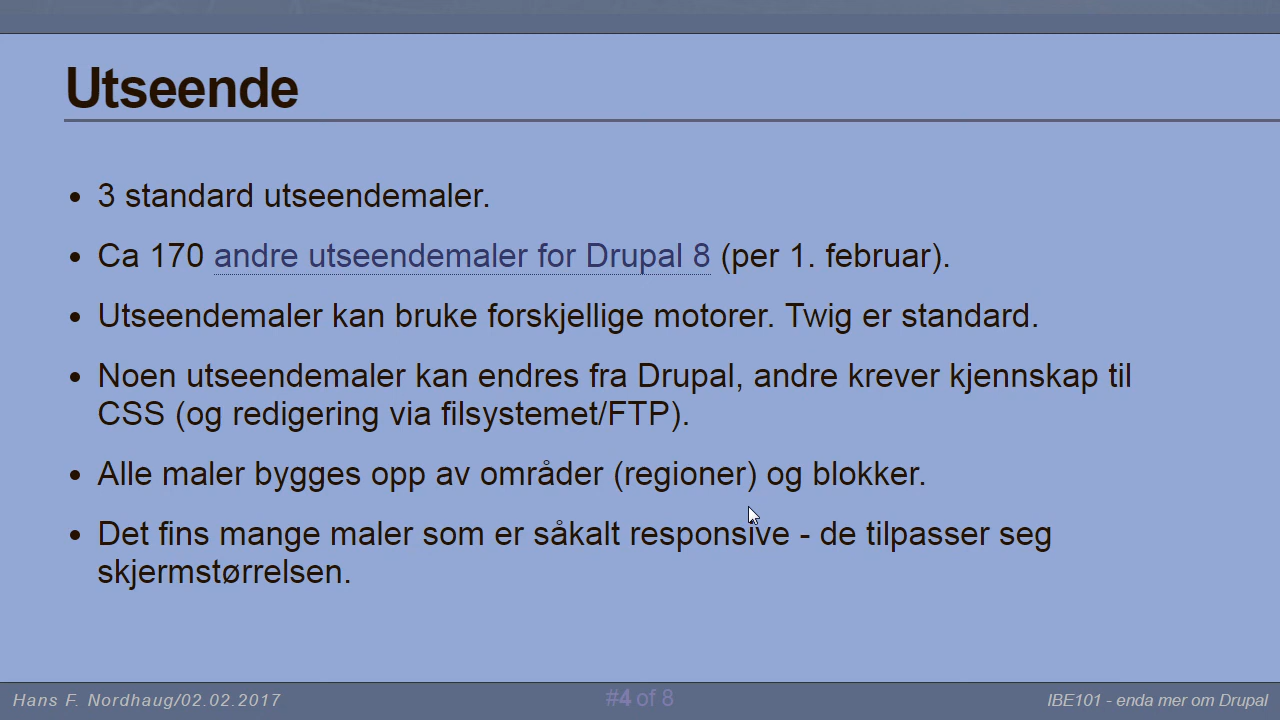 Utseende
3 standard utseendemaler.
Ca 170 andre utseendemaler for Drupal 8 (per 1. februar).
Utseendemaler kan bruke forskjellige motorer. Twig er standard.
Noen utseendemaler kan endres fra Drupal, andre krever kjennskap til
CSS (og redigering via filsystemet/FTP).
Alle maler bygges opp av områder (regioner) og blokker.
Det fins mange maler som er såkalt responsive - de tilpasser seg
skjermstørrelsen.
Hans F. Nordhaug/02.02.2017
#4 of 8
IBE101 - enda mer om Drupal